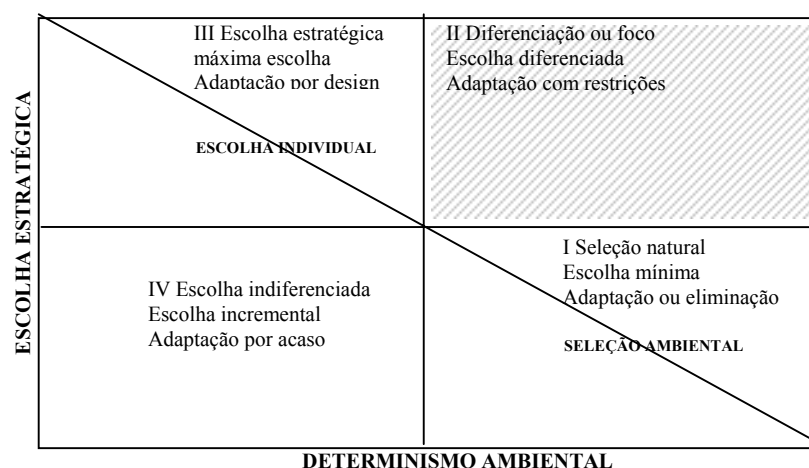 III Escolha estratégica
máxima escolha
Adaptação por design
ESCOLHA INDIVIDUAL
II Diferenciação ou foco
Escolha diferenciada
Adaptação com restrições
ESCOLHA ESTRATÉGICA
IV Escolha indiferenciada
Escolha incremental
Adaptação por acaso
I Seleção natural
Escolha mínima
Adaptação ou eliminação
SELEÇÃO AMBIENTAL
DETERMINISMO AMBIENTAL